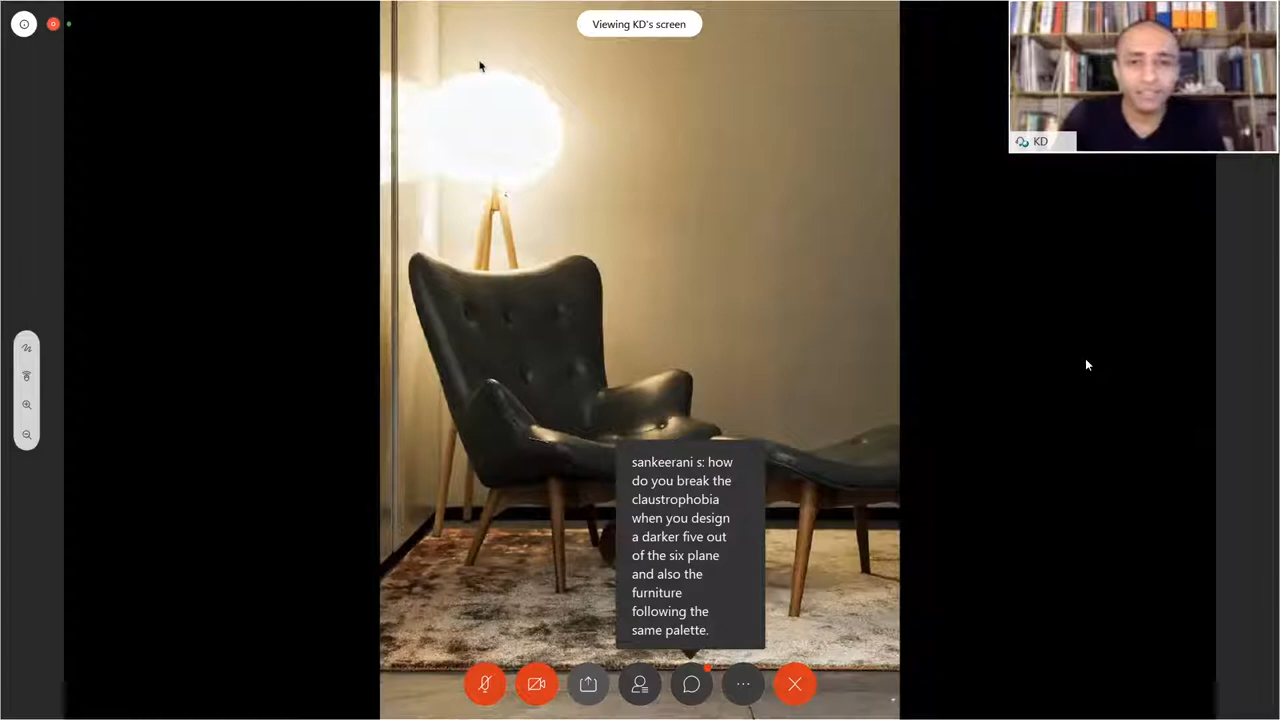 Viewing KD's screen
KD
sankeerani s: how
do you break the
claustrophobia
when you design
a darker five out
of the six plane
and also the
furniture
following the
same palette.